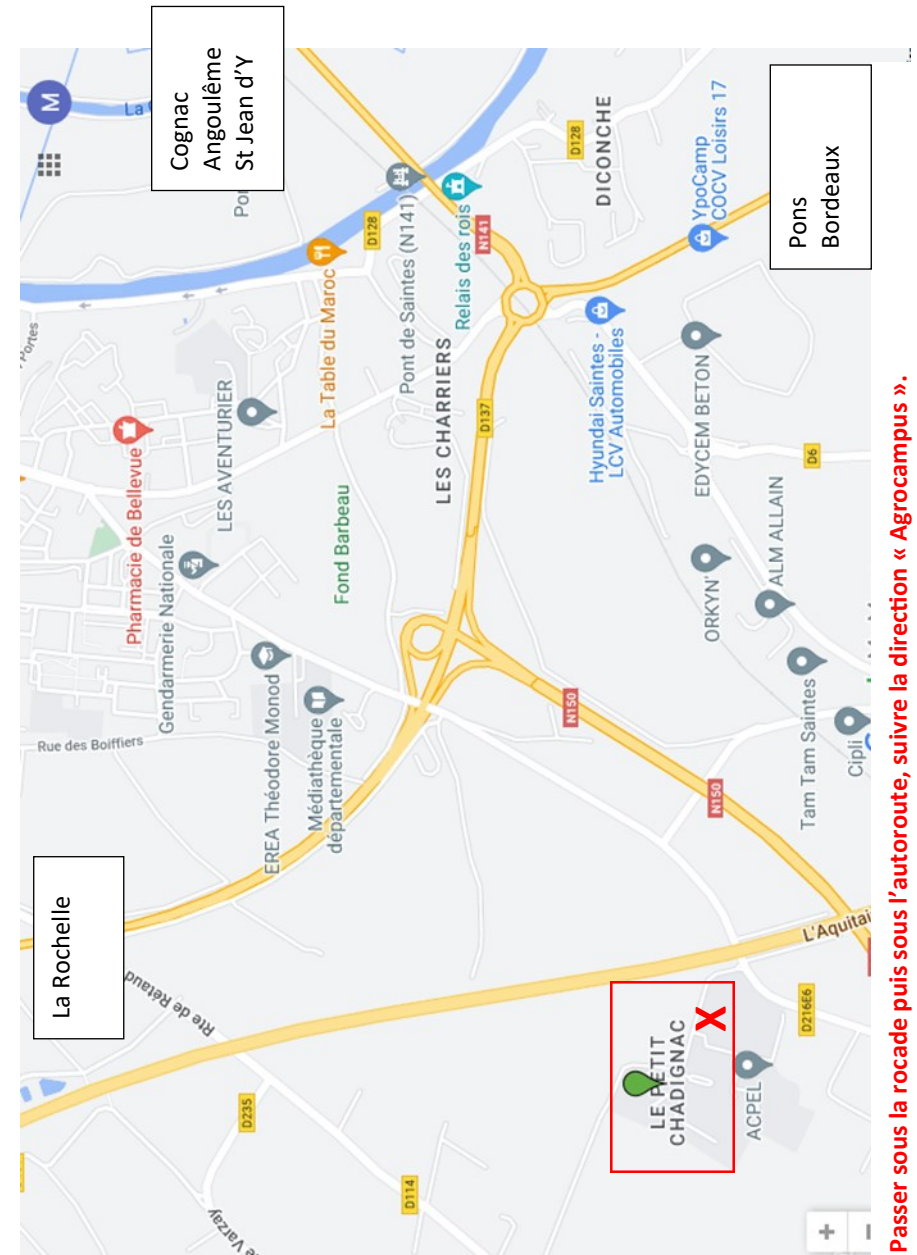 La Rochelle
Cognac
Angoulême
St Jean d'Y
Pons
Bordeaux
M
Rue des Boiffiers
Rte de Rétaud
Pharmacie de Bellevue
Gendarmerie Nationale
LES AVENTURIER
La Table du Maroc
D128
Pont de Saintes (N141)
Relais des rois
N141
EREA Théodore Monod
Médiathèque
départementale
Fond Barbeau
LES CHARRIERS
D137
DICONCHE
D128
YpoCamp
COCV Loisirs 17
Hyundai Saintes -
LCV Automobiles
EDYCEM BETON
D6
ORKYN'
ALM ALLAIN
Tam Tam Saintes
Cipli
N150
N150
L'Aquitai
D235
D114
e Varzay
LE PETIT
CHADIGNAC
X
ACPEL
D216E6
+
−
Passer sous la rocade puis sous l'autoroute, suivre la direction « Agrocampus ».